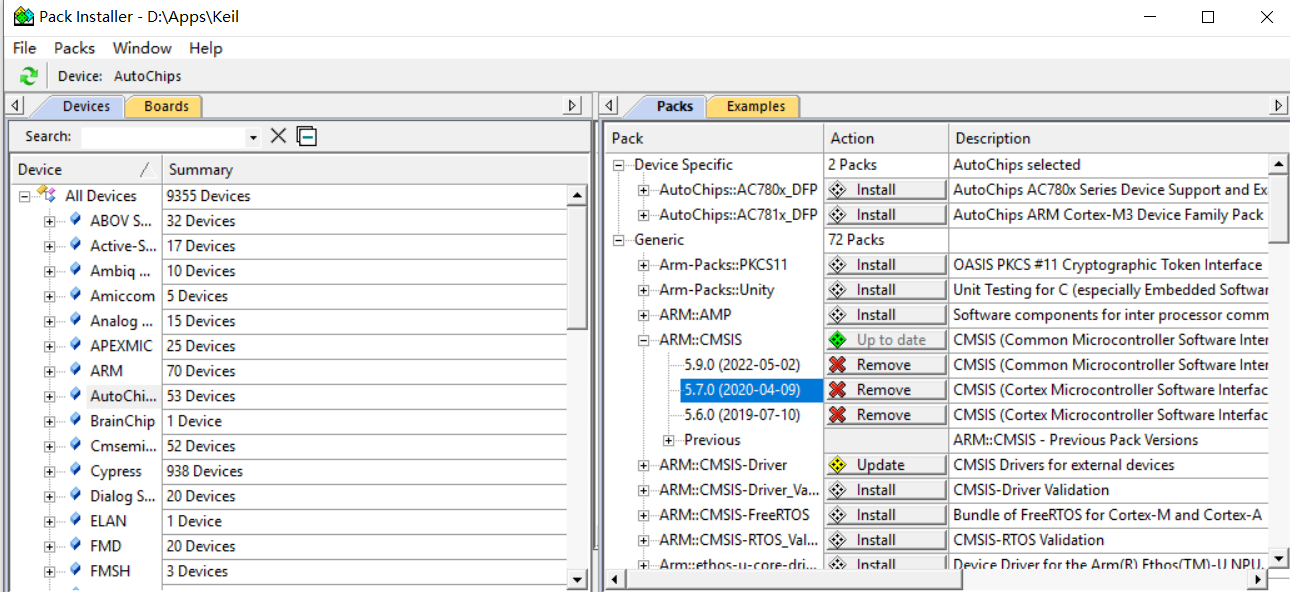 Pack Installer - D:\Apps\Keil
File Packs Window Help
Device: AutoChips
Devices Boards
Search:
Device Summary
All Devices 9355 Devices
ABOV S... 32 Devices
Active-S... 17 Devices
Ambiq ... 10 Devices
Amiccom 5 Devices
Analog ... 15 Devices
APEXMIC 25 Devices
ARM 70 Devices
AutoChi... 53 Devices
BrainChip 1 Device
Cmsemi... 52 Devices
Cypress 938 Devices
Dialog S... 20 Devices
ELAN 1 Device
FMD 20 Devices
FMSH 3 Devices
Packs Examples
Pack Action Description
Device Specific 2 Packs AutoChips selected
AutoChips::AC780x_DFP Install AutoChips AC780x Series Device Support and Ex
AutoChips::AC781x_DFP Install AutoChips ARM Cortex-M3 Device Family Pack
Generic 72 Packs
Arm-Packs::PKCS11 Install OASIS PKCS #11 Cryptographic Token Interface
Arm-Packs::Unity Install Unit Testing for C (especially Embedded Softwar
ARM::AMP Install Software components for inter processor comm
ARM::CMSIS Up to date CMSIS (Common Microcontroller Software Inter
5.9.0 (2022-05-02) Remove CMSIS (Common Microcontroller Software Inter
5.7.0 (2020-04-09) Remove CMSIS (Cortex Microcontroller Software Interfac
5.6.0 (2019-07-10) Remove CMSIS (Cortex Microcontroller Software Interfac
Previous ARM::CMSIS - Previous Pack Versions
ARM::CMSIS-Driver Update CMSIS Drivers for external devices
ARM::CMSIS-Driver_Va... Install CMSIS-Driver Validation
ARM::CMSIS-FreeRTOS Install Bundle of FreeRTOS for Cortex-M and Cortex-A
ARM::CMSIS-RTOS_Val... Install CMSIS-RTOS Validation
Arm::ethos-u-core-dri... Install Device Driver for the Arm(R) Ethos(TM)-U NPU.